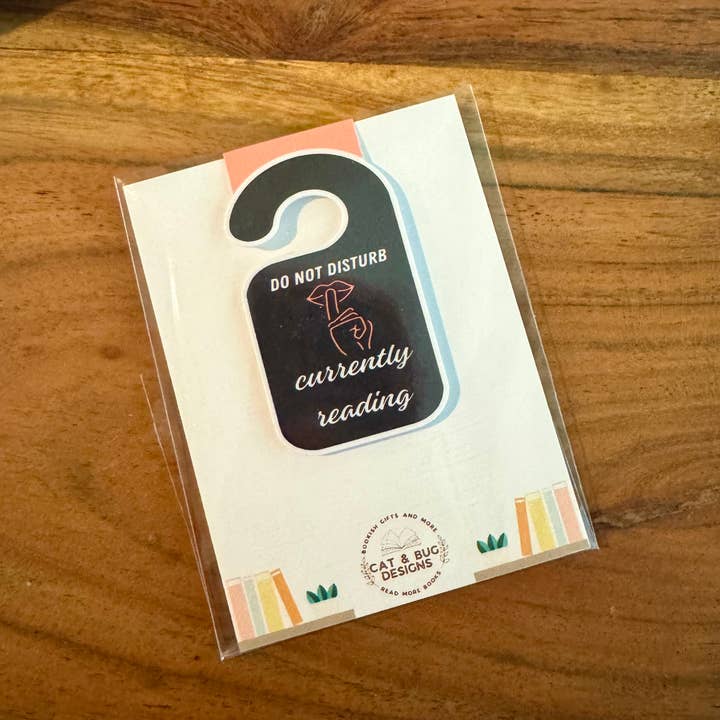 DO NOT DISTURB
currently
reading
BOOKISH GIFTS AND MORE
CAT & BUG
DESIGNS
READ MORE BOOKS